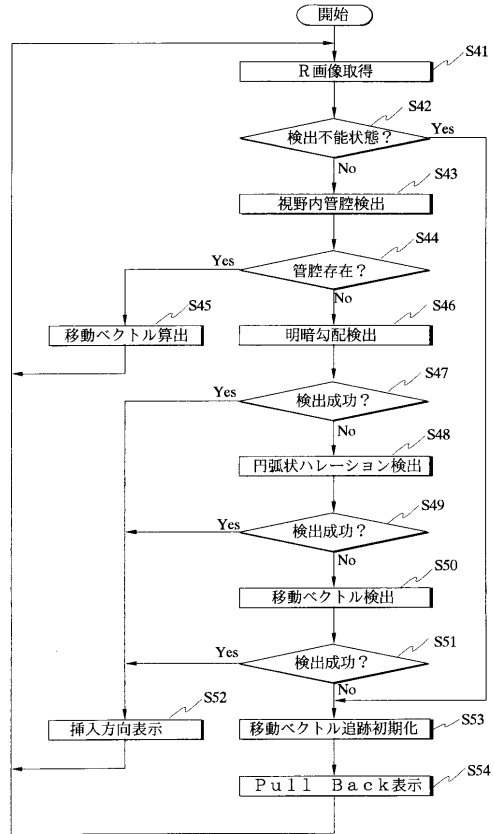 開始
S41
R画像取得
S42
検出不能状態?
Yes
No
S43
視野内管腔検出
S44
管腔存在?
Yes
No
S45
移動ベクトル算出
S46
明暗勾配検出
S47
検出成功?
Yes
No
S48
円弧状ハレーション検出
S49
検出成功?
Yes
No
S50
移動ベクトル検出
S51
検出成功?
Yes
No
S52
挿入方向表示
S53
移動ベクトル追跡初期化
S54
Pull Back表示